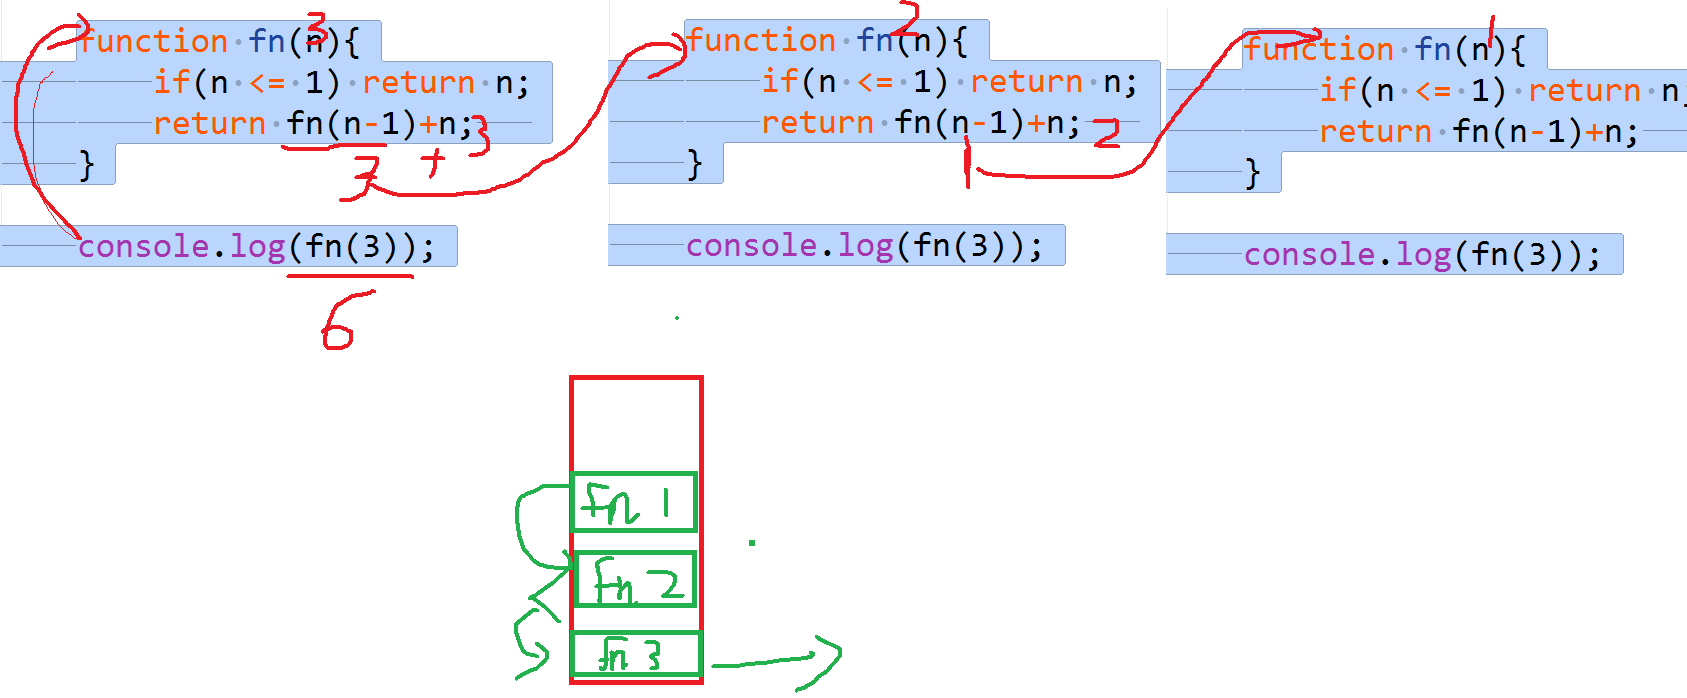 3
function fn(n){
if(n <= 1) return n;
return fn(n-1)+n;
3
}
3 +
console.log(fn(3));
6
2
function fn(n){
if(n <= 1) return n;
return fn(n-1)+n;
2
}
1
console.log(fn(3));
1
function fn(n){
if(n <= 1) return n;
return fn(n-1)+n;
}
console.log(fn(3));
fn 1
fn 2
fn 3